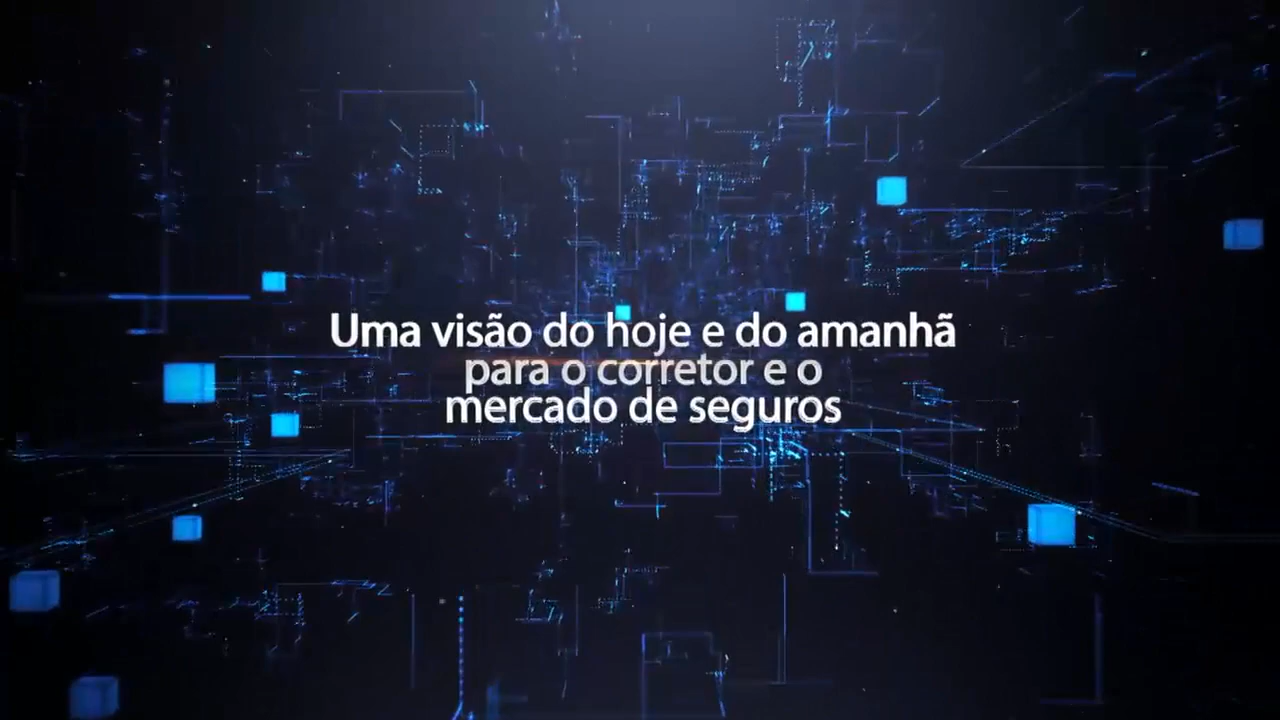 Uma visão do hoje e do amanhã
para o corretor e o
mercado de seguros